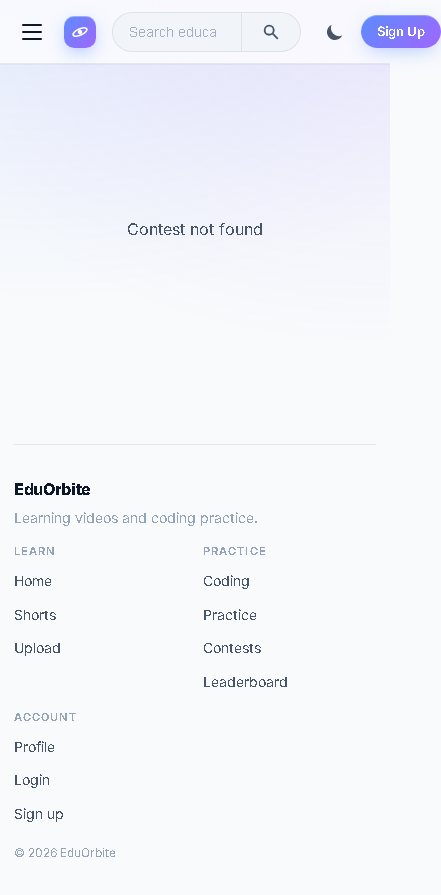 Search educa
Sign Up
Contest not found
EduOrbite
Learning videos and coding practice.
LEARN
Home
Shorts
Upload
PRACTICE
Coding
Practice
Contests
Leaderboard
ACCOUNT
Profile
Login
Sign up
© 2026 EduOrbite